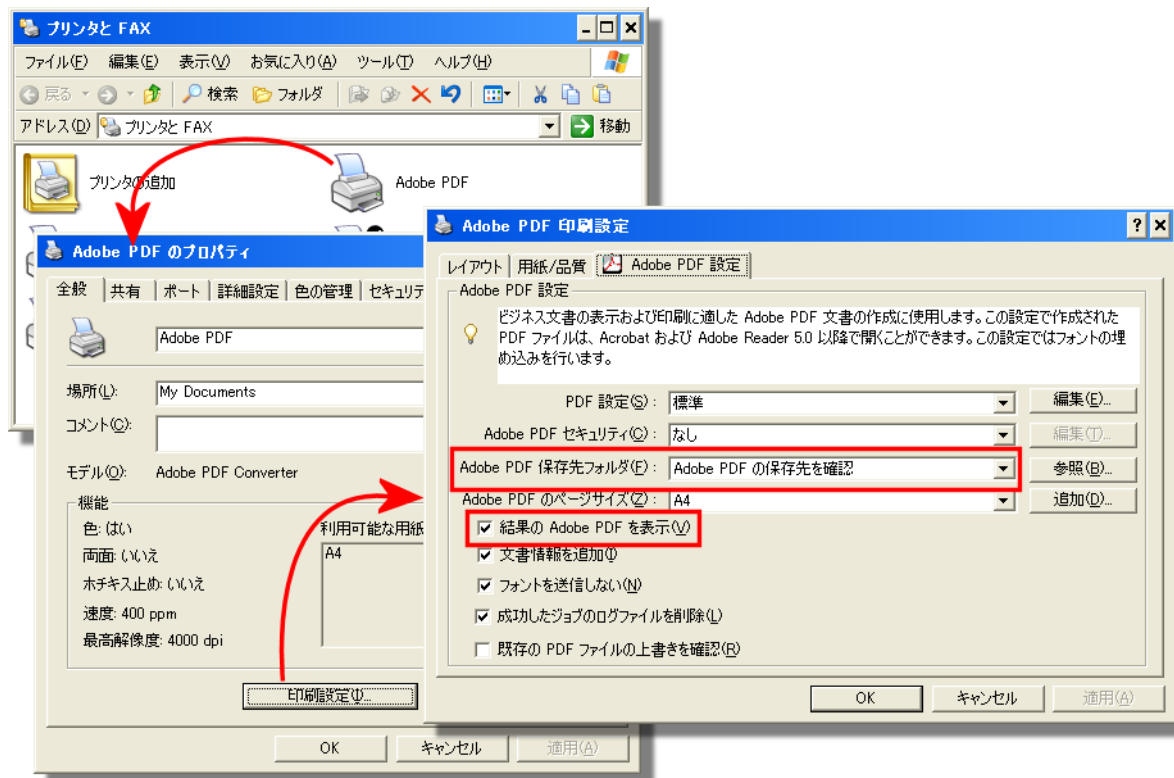 プリンタと FAX
ファイル(F) 編集(E) 表示(V) お気に入り(A) ツール(T) ヘルプ(H)
戻る 検索 フォルダ
アドレス(D) プリンタと FAX 移動
プリンタの追加 Adobe PDF
Adobe PDF のプロパティ
全般 共有 ポート 詳細設定 色の管理 セキュリテ
Adobe PDF
場所(L): My Documents
コメント(C):
モデル(O): Adobe PDF Converter
機能
色: はい 利用可能な用紙
両面: いいえ A4
ホチキス止め: いいえ
速度: 400 ppm
最高解像度: 4000 dpi
印刷設定(I)...
OK キャンセル 適用(A)
Adobe PDF 印刷設定
レイアウト 用紙/品質 Adobe PDF 設定
Adobe PDF 設定
ビジネス文書の表示および印刷に適した Adobe PDF 文書の作成に使用します。この設定で作成された
PDF ファイルは、Acrobat および Adobe Reader 5.0 以降で開くことができます。この設定ではフォントの埋
め込みを行います。
PDF 設定(S): 標準 編集(E)...
Adobe PDF セキュリティ(C): なし 編集(T)...
Adobe PDF 保存先フォルダ(F): Adobe PDF の保存先を確認 参照(B)...
Adobe PDF のページサイズ(Z): A4 追加(D)...
結果の Adobe PDF を表示(V)
文書情報を追加(I)
フォントを送信しない(N)
成功したジョブのログファイルを削除(L)
既存の PDF ファイルの上書きを確認(R)
OK キャンセル 適用(A)